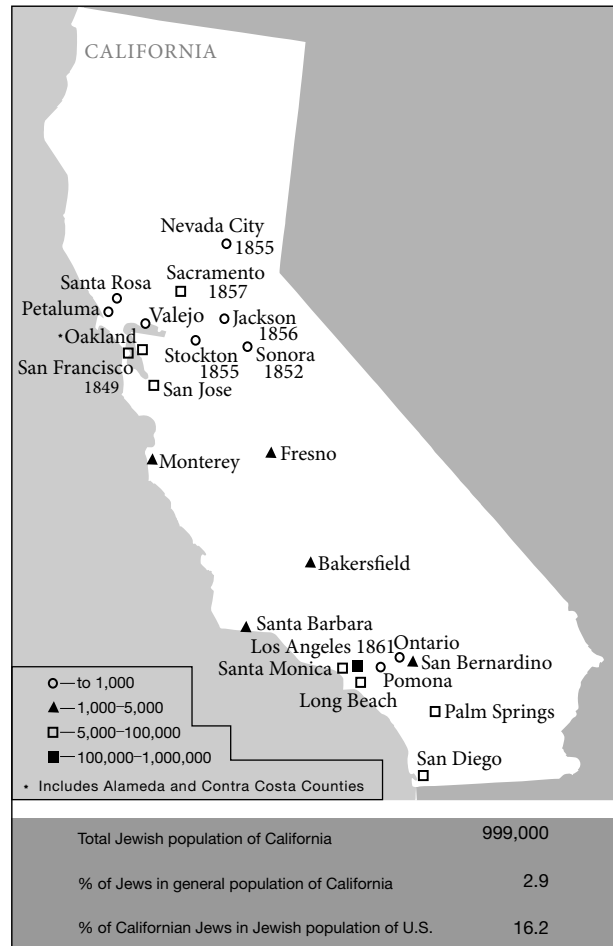 CALIFORNIA
Nevada City
1855
Santa Rosa
Sacramento
1857
Petaluma
Valejo
Jackson
1856
*Oakland
Stockton
1855
Sonora
1852
San Francisco
1849
San Jose
Monterey
Fresno
Bakersfield
Santa Barbara
Los Angeles 1861
Ontario
Santa Monica
San Bernardino
Pomona
Long Beach
Palm Springs
San Diego
—to 1,000
—1,000–5,000
—5,000–100,000
—100,000–1,000,000
* Includes Alameda and Contra Costa Counties
Total Jewish population of California 999,000
% of Jews in general population of California 2.9
% of Californian Jews in Jewish population of U.S. 16.2